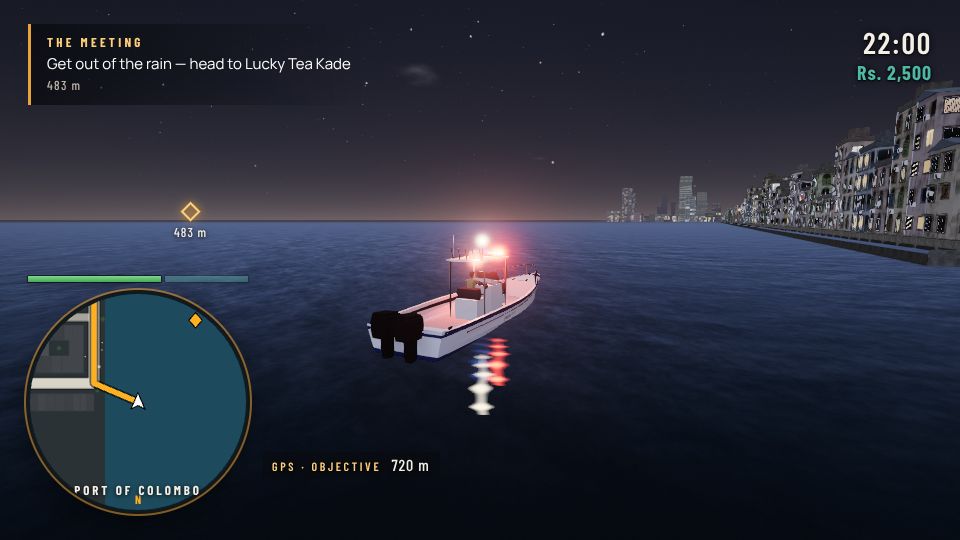 THE MEETING
Get out of the rain — head to Lucky Tea Kade
483 m
22:00
Rs. 2,500
483 m
PORT OF COLOMBO
N
GPS · OBJECTIVE 720 m